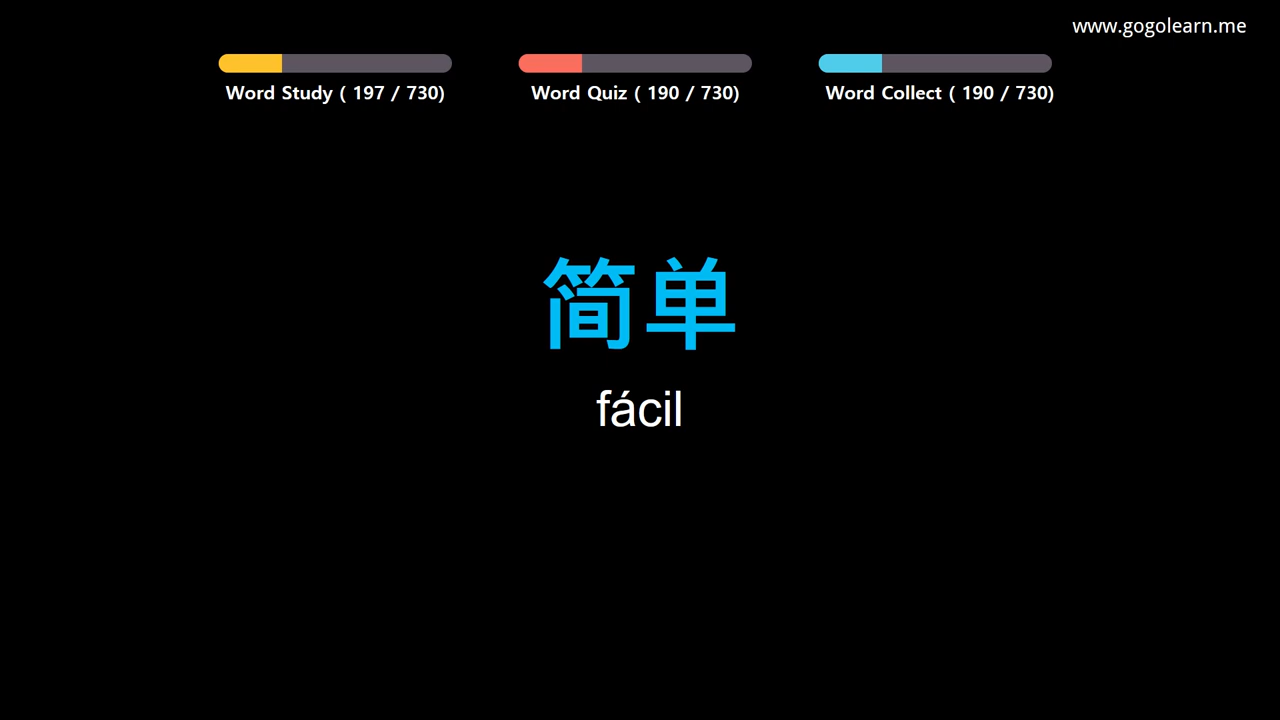 www.gogolearn.me
Word Study ( 197 / 730)
Word Quiz ( 190 / 730)
Word Collect ( 190 / 730)
简单
fácil